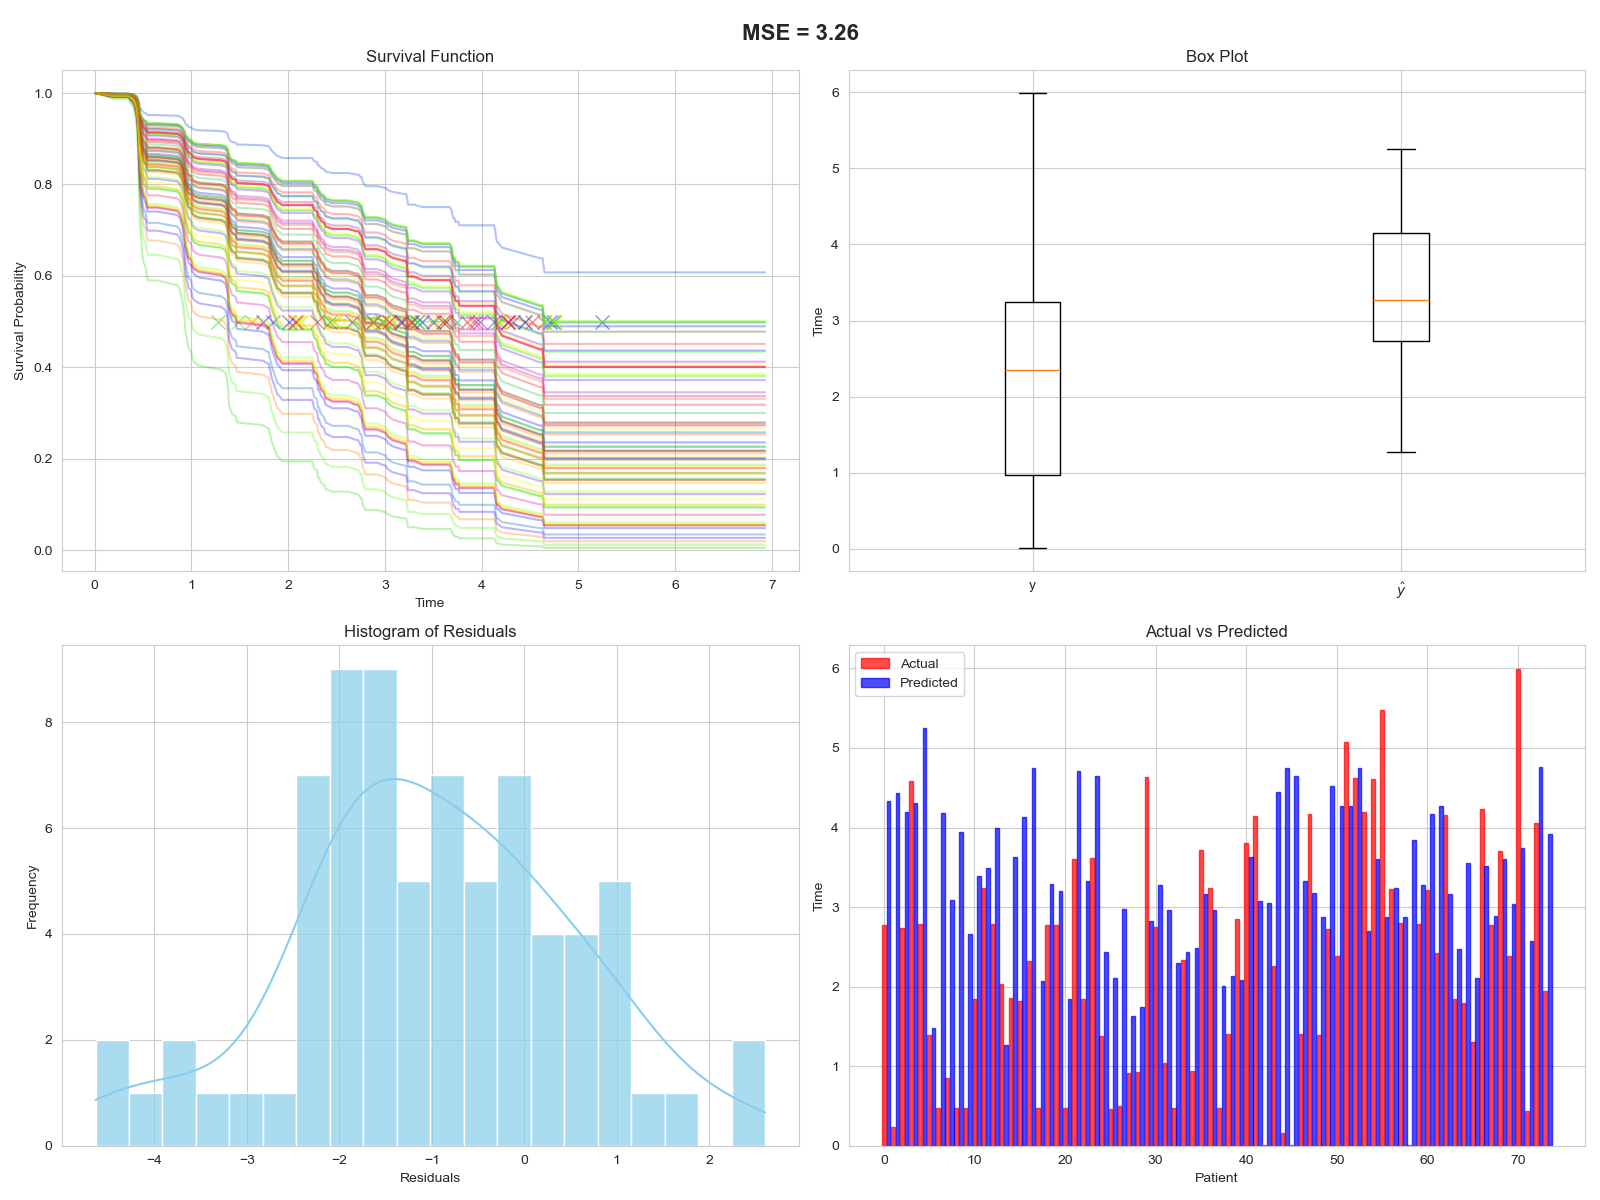 MSE = 3.26
Survival Function
1.0
0.8
0.6
0.4
0.2
0.0
Survival Probability
0 1 2 3 4 5 6 7
Time
Box Plot
6
5
4
3
2
1
0
Time
y ŷ
Histogram of Residuals
8
6
4
2
0
Frequency
−4 −3 −2 −1 0 1 2
Residuals
Actual vs Predicted
Actual
Predicted
6
5
4
3
2
1
0
Time
0 10 20 30 40 50 60 70
Patient